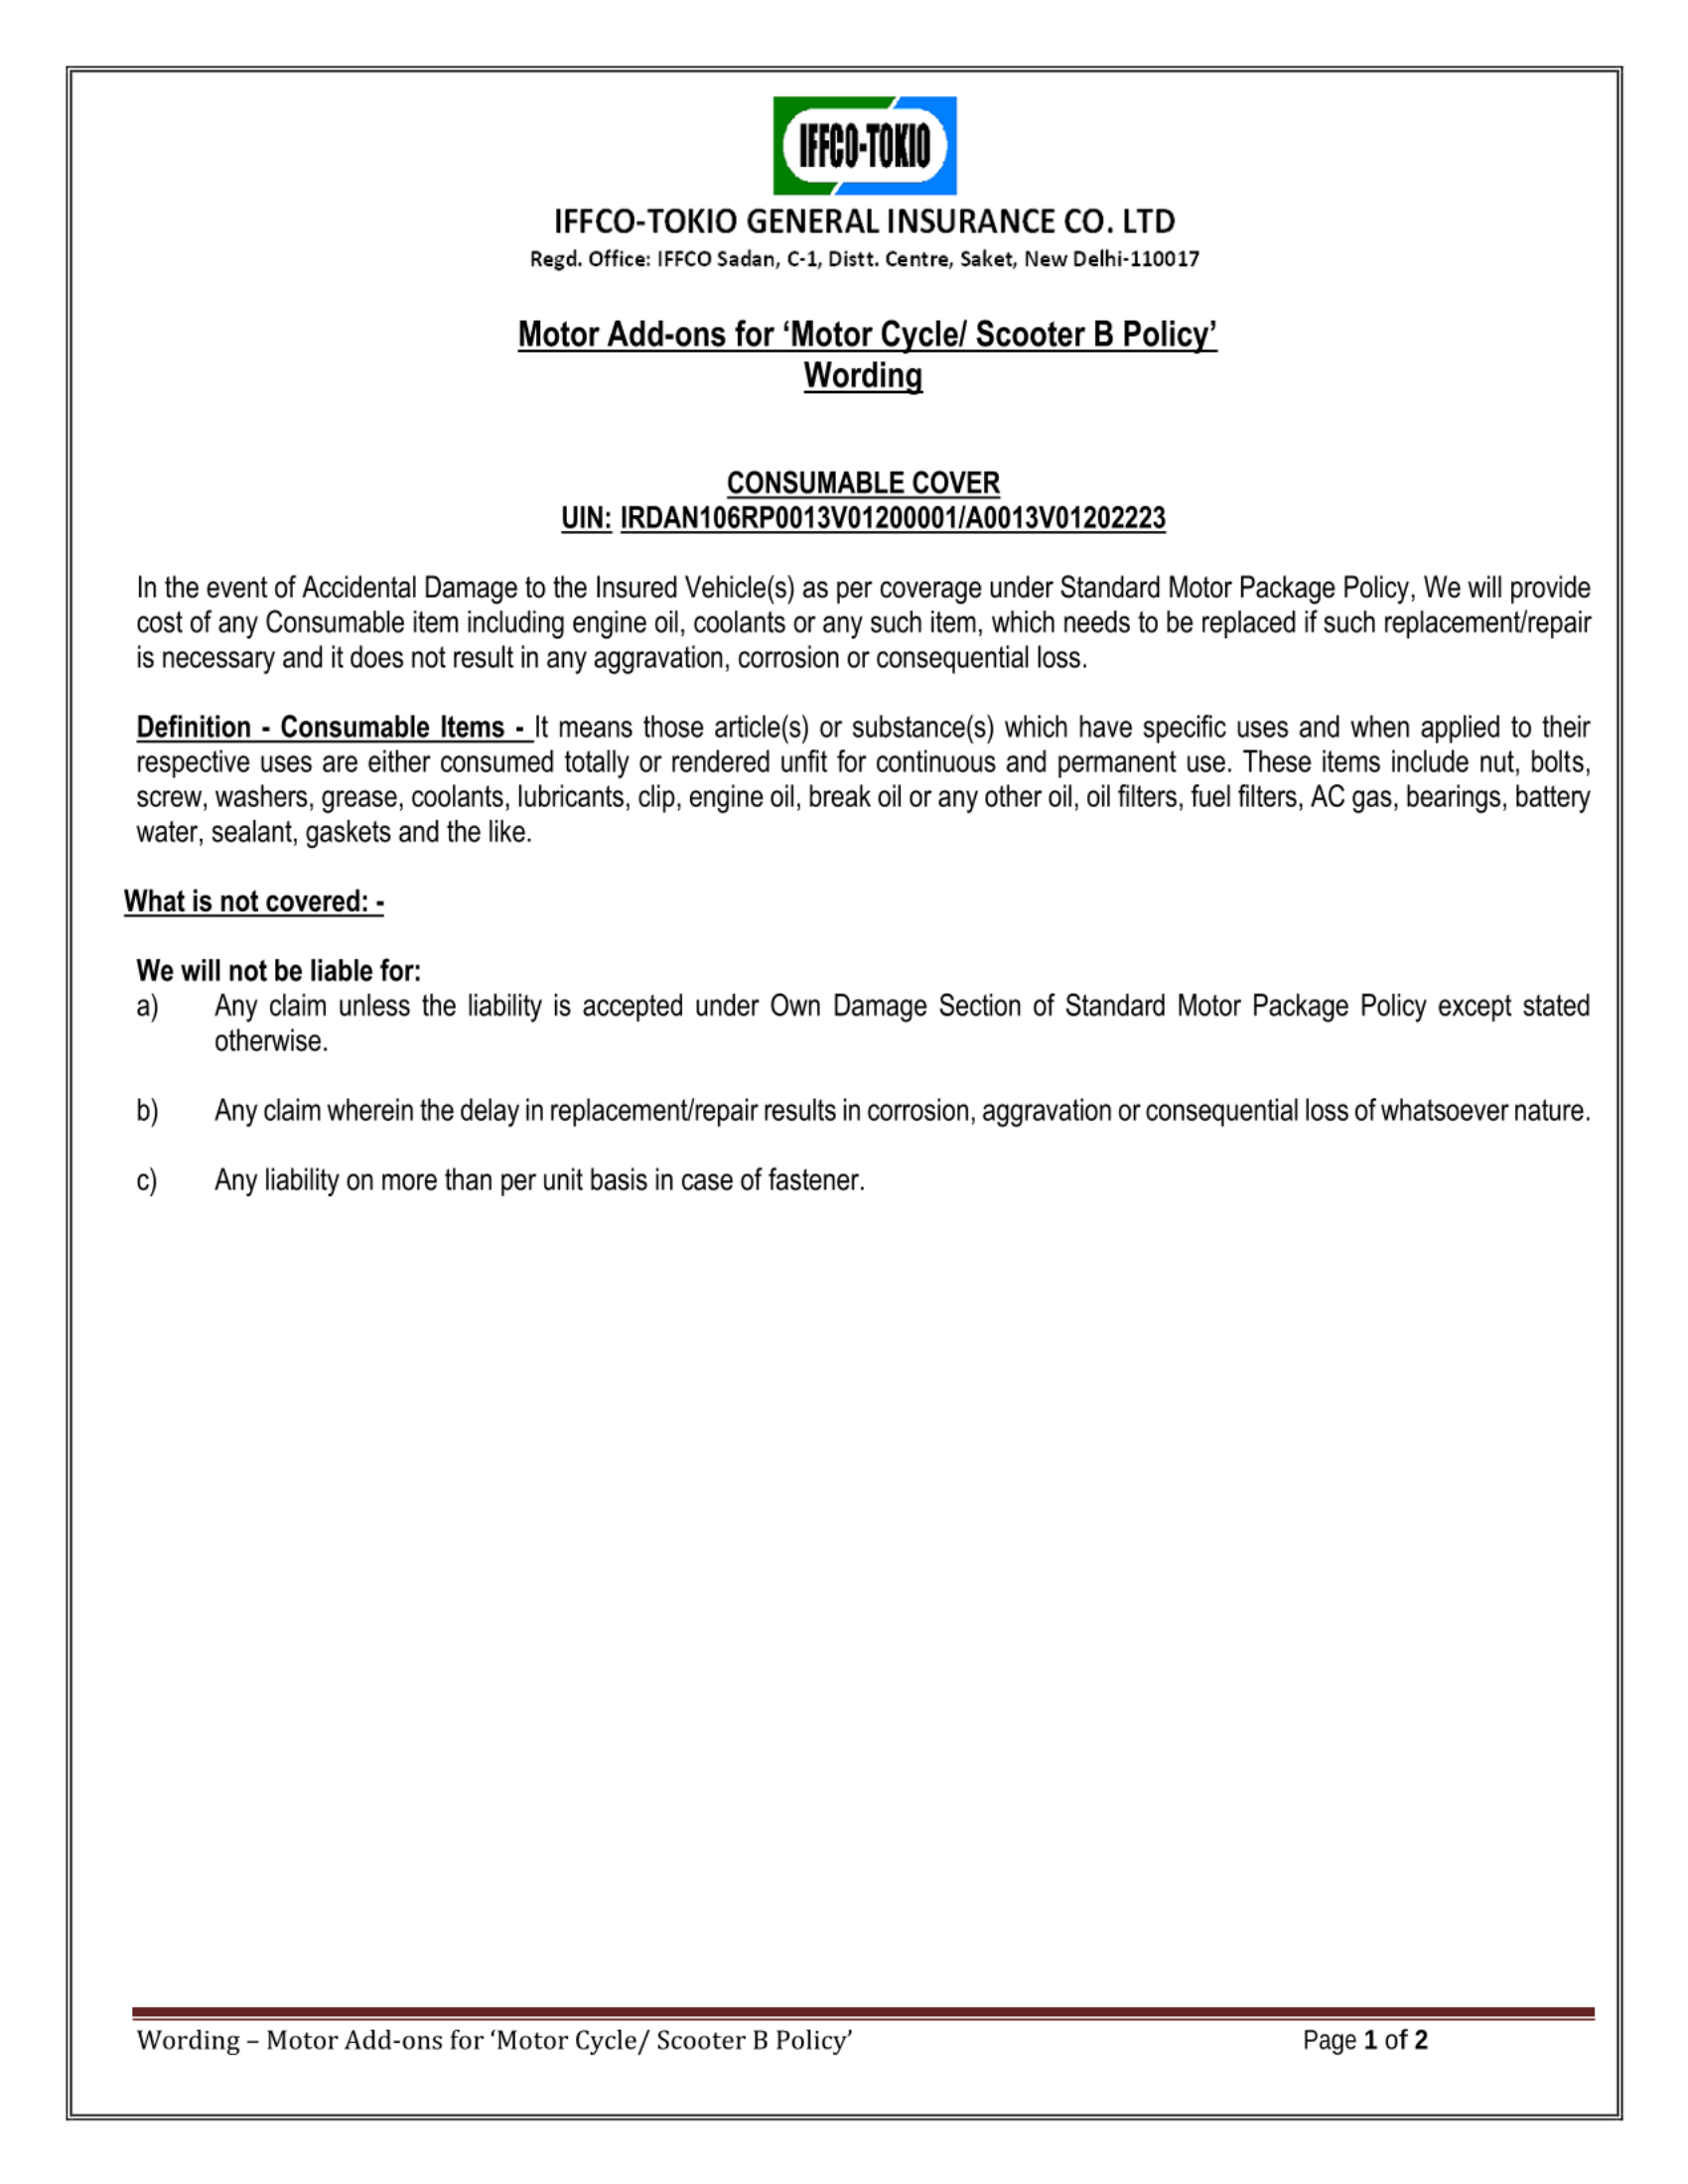 IFFCO-TOKIO
IFFCO-TOKIO GENERAL INSURANCE CO. LTD
Regd. Office: IFFCO Sadan, C-1, Distt. Centre, Saket, New Delhi-110017
Motor Add-ons for ‘Motor Cycle/ Scooter B Policy’
Wording
CONSUMABLE COVER
UIN: IRDAN106RP0013V01200001/A0013V01202223
In the event of Accidental Damage to the Insured Vehicle(s) as per coverage under Standard Motor Package Policy, We will provide
cost of any Consumable item including engine oil, coolants or any such item, which needs to be replaced if such replacement/repair
is necessary and it does not result in any aggravation, corrosion or consequential loss.
Definition - Consumable Items - It means those article(s) or substance(s) which have specific uses and when applied to their
respective uses are either consumed totally or rendered unfit for continuous and permanent use. These items include nut, bolts,
screw, washers, grease, coolants, lubricants, clip, engine oil, break oil or any other oil, oil filters, fuel filters, AC gas, bearings, battery
water, sealant, gaskets and the like.
What is not covered: -
We will not be liable for:
a) Any claim unless the liability is accepted under Own Damage Section of Standard Motor Package Policy except stated
otherwise.
b) Any claim wherein the delay in replacement/repair results in corrosion, aggravation or consequential loss of whatsoever nature.
c) Any liability on more than per unit basis in case of fastener.
Wording – Motor Add-ons for ‘Motor Cycle/ Scooter B Policy’ Page 1 of 2